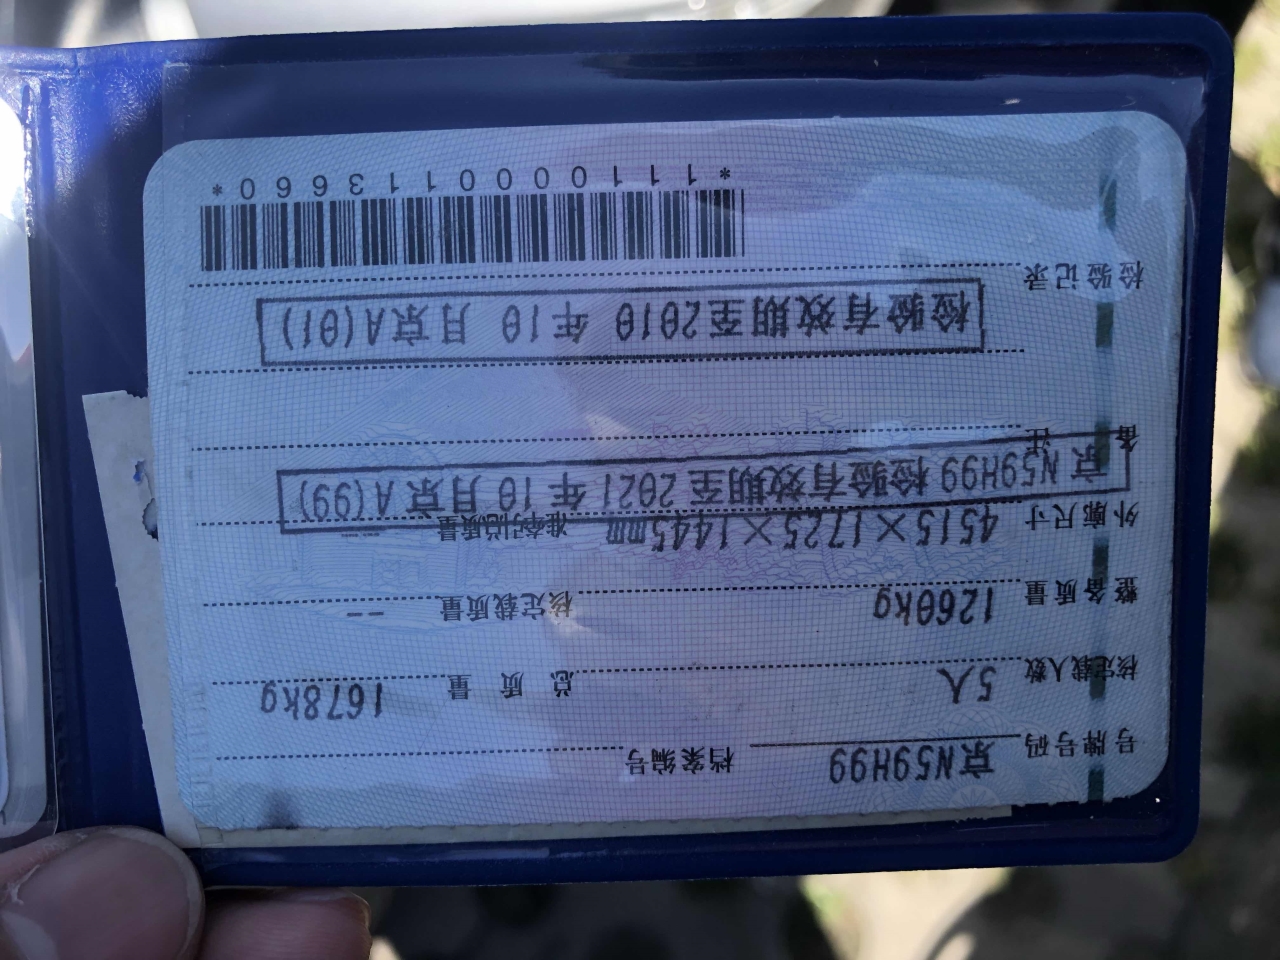 号牌号码 京N59H99 档案编号
核定载人数 5人 总质量 1678kg
整备质量 1260kg 核定载质量 --
外廓尺寸 4515×1725×1445mm 准牵引总质量
京N59H99 检验有效期至2021年10月京A(99)
备注
检验有效期至2010年10月京A(01)
检验记录
*1110000113660*